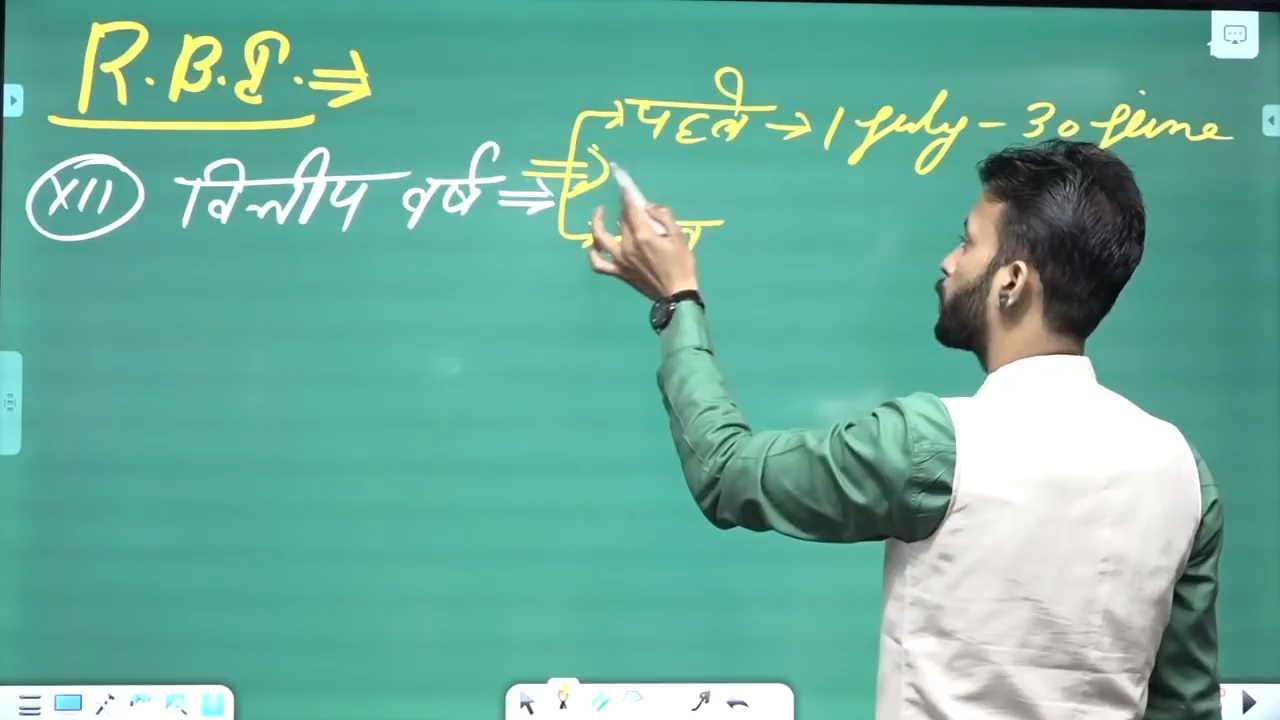 R.B.I. ⇒
पहले → 1 july - 30 june
XII वित्तीय वर्ष ⇒